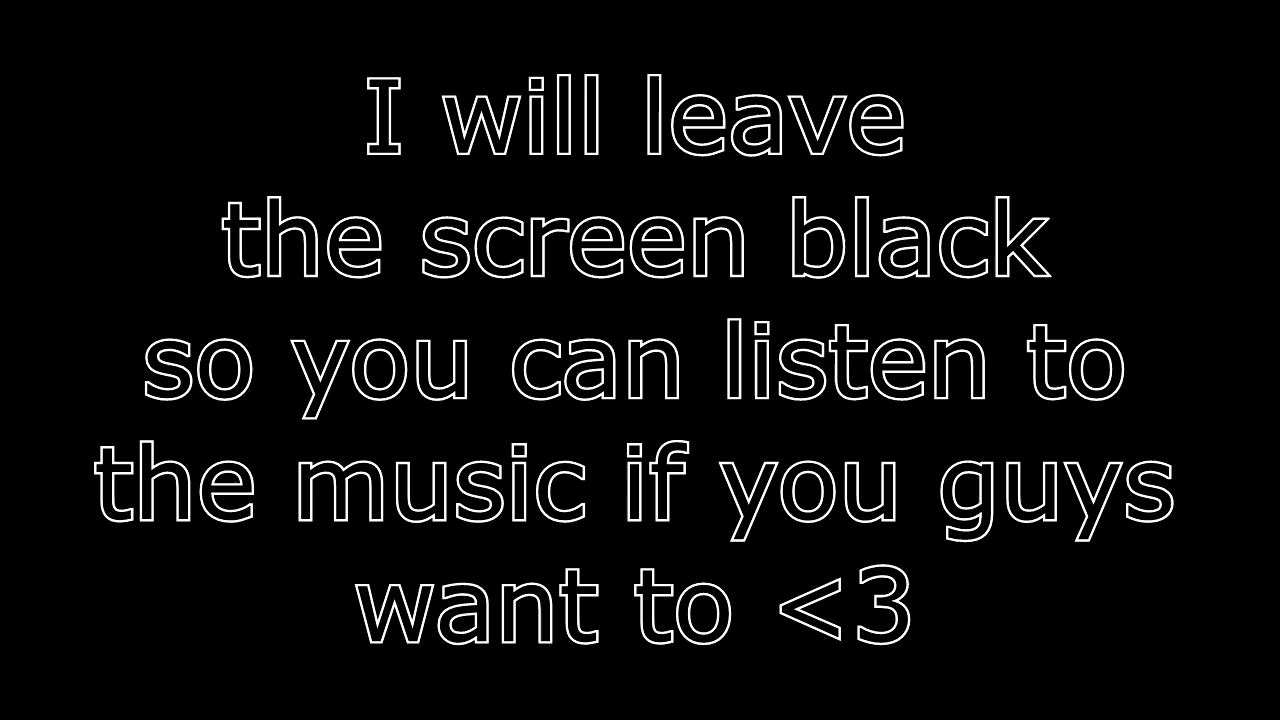 I will leave
the screen black
so you can listen to
the music if you guys
want to <3